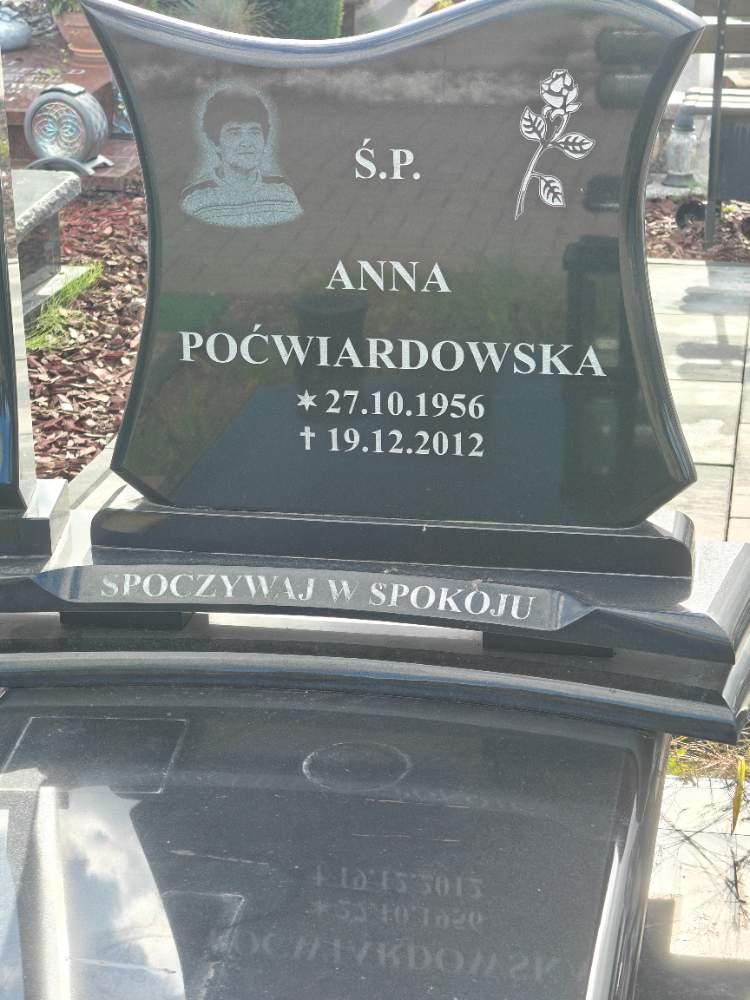 Ś.P.
ANNA
POĆWIARDOWSKA
✶ 27.10.1956
✝ 19.12.2012
SPOCZYWAJ W SPOKOJU